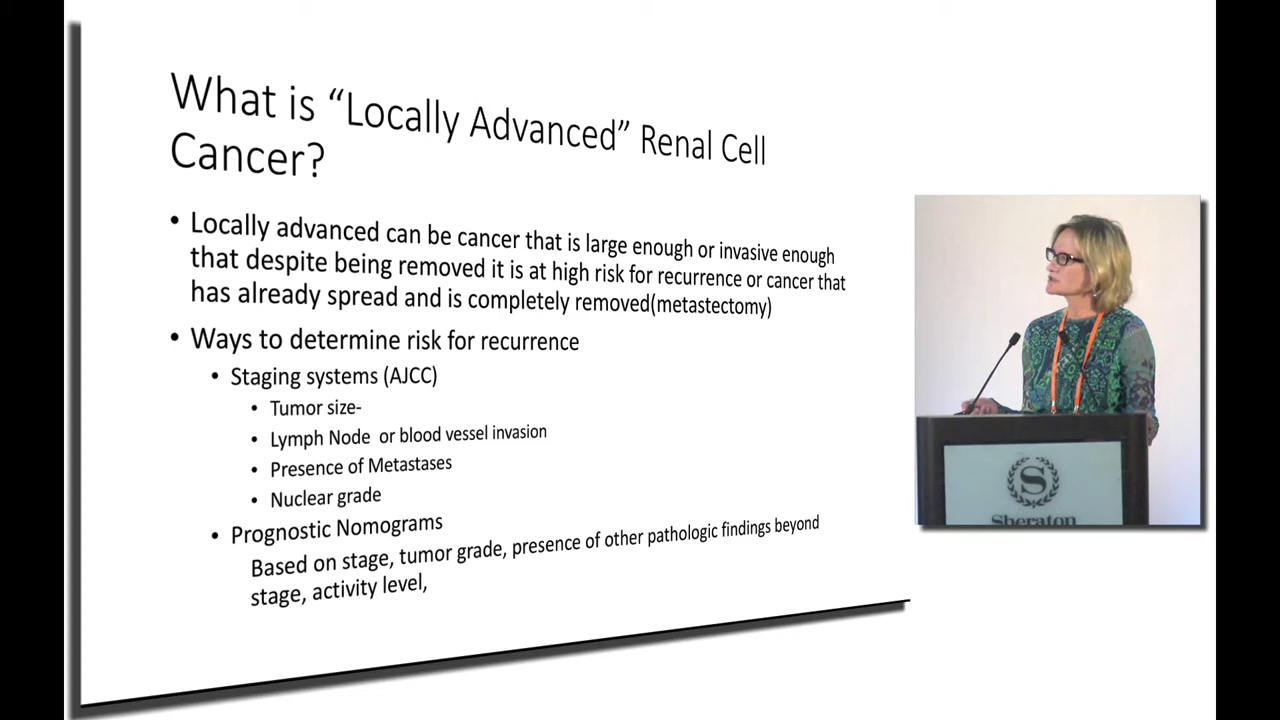 What is “Locally Advanced” Renal Cell
Cancer?
• Locally advanced can be cancer that is large enough or invasive enough
that despite being removed it is at high risk for recurrence or cancer that
has already spread and is completely removed(metastectomy)
• Ways to determine risk for recurrence
• Staging systems (AJCC)
• Tumor size-
• Lymph Node or blood vessel invasion
• Presence of Metastases
• Nuclear grade
• Prognostic Nomograms
Based on stage, tumor grade, presence of other pathologic findings beyond
stage, activity level,
S
Sheraton